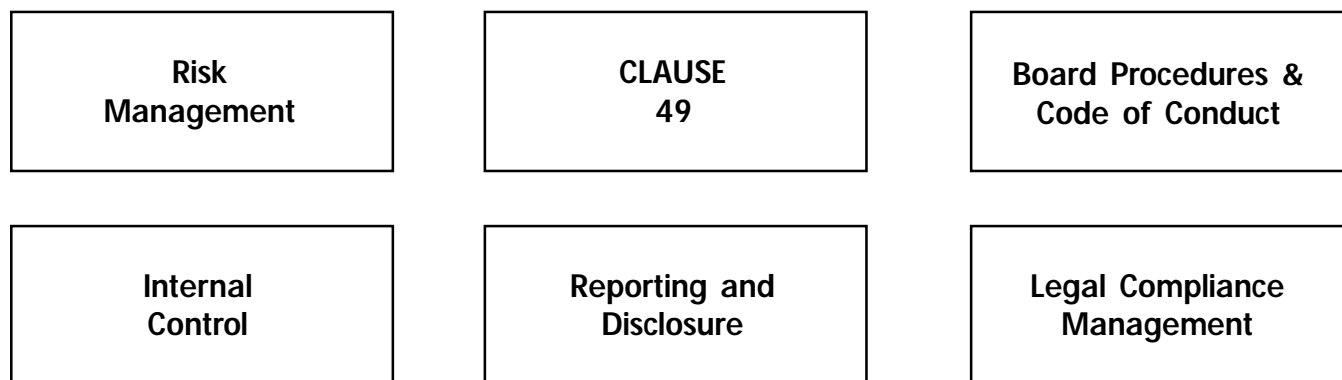 Risk
Management
CLAUSE
49
Board Procedures &
Code of Conduct
Internal
Control
Reporting and
Disclosure
Legal Compliance
Management